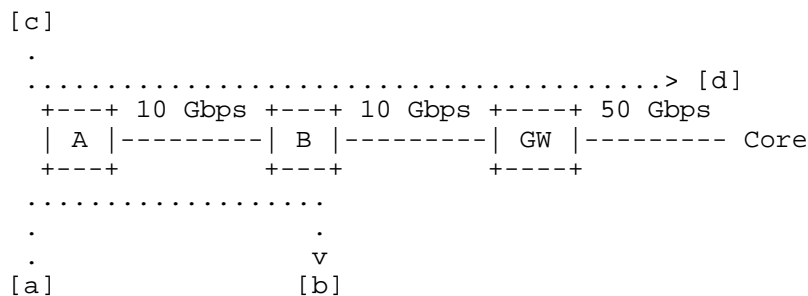 [c]
.
........................................> [d]
+---+ 10 Gbps +---+ 10 Gbps +----+ 50 Gbps
| A |---------| B |---------| GW |--------- Core
+---+         +---+         +----+
...................
.                 .
.                 v
[a]               [b]